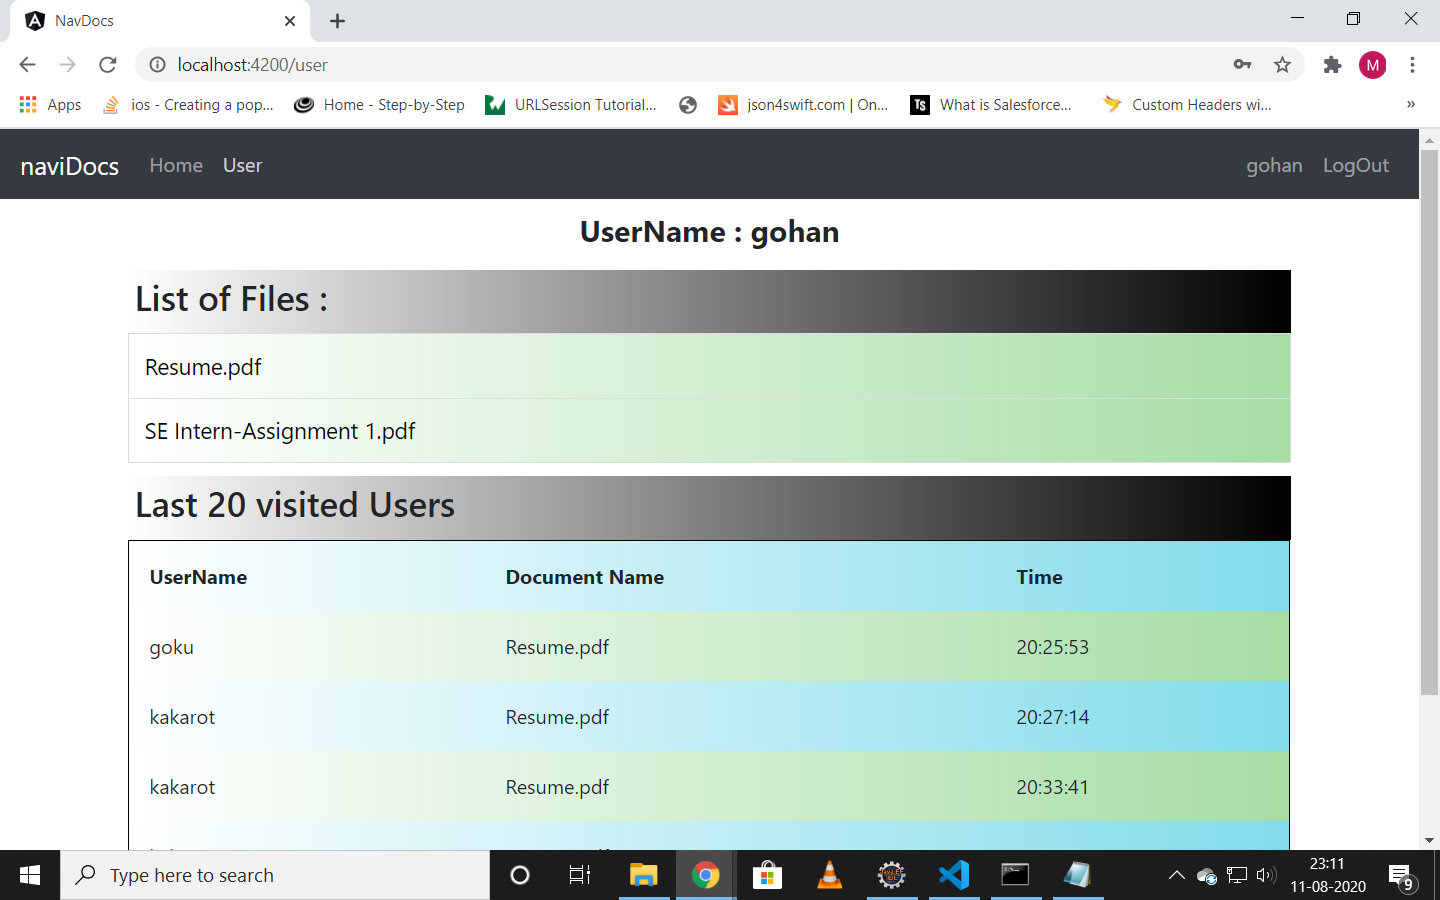 NavDocs
localhost:4200/user
Apps ios - Creating a pop... Home - Step-by-Step URLSession Tutorial... json4swift.com | On... Ts What is Salesforce... Custom Headers wi... »
M
naviDocs Home User gohan LogOut
UserName : gohan
List of Files :
Resume.pdf
SE Intern-Assignment 1.pdf
Last 20 visited Users
UserName Document Name Time
goku Resume.pdf 20:25:53
kakarot Resume.pdf 20:27:14
kakarot Resume.pdf 20:33:41
Type here to search
23:11
11-08-2020
9